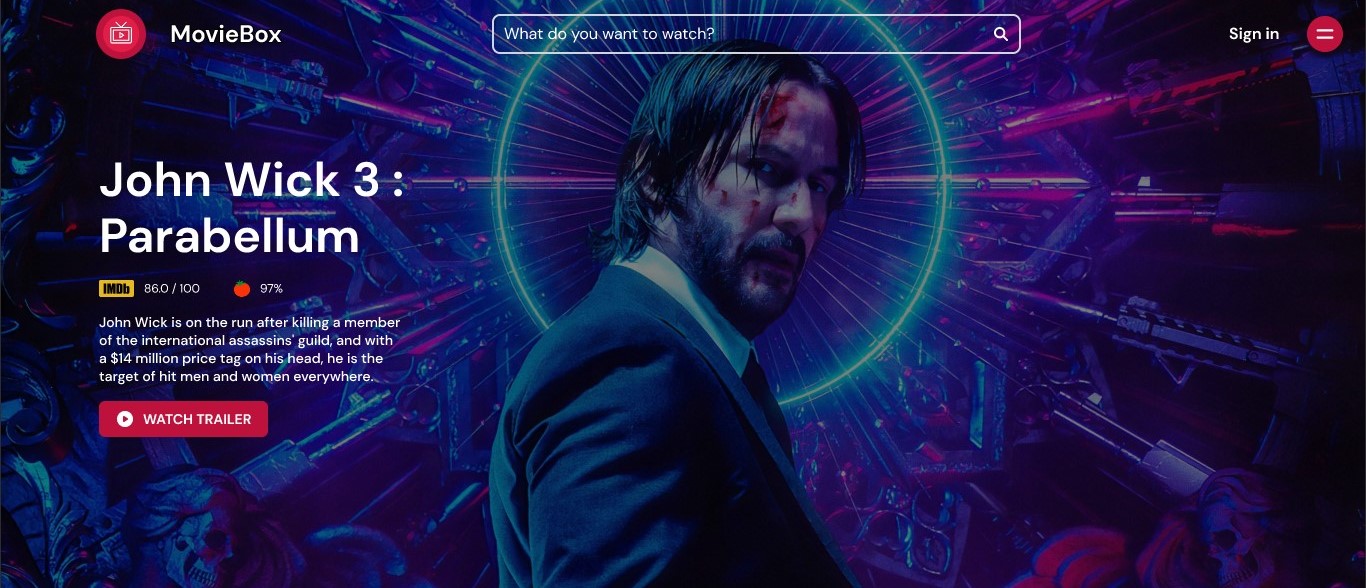 MovieBox
What do you want to watch?
Sign in
John Wick 3 :
Parabellum
IMDb 86.0 / 100 97%
John Wick is on the run after killing a member
of the international assassins' guild, and with
a $14 million price tag on his head, he is the
target of hit men and women everywhere.
WATCH TRAILER